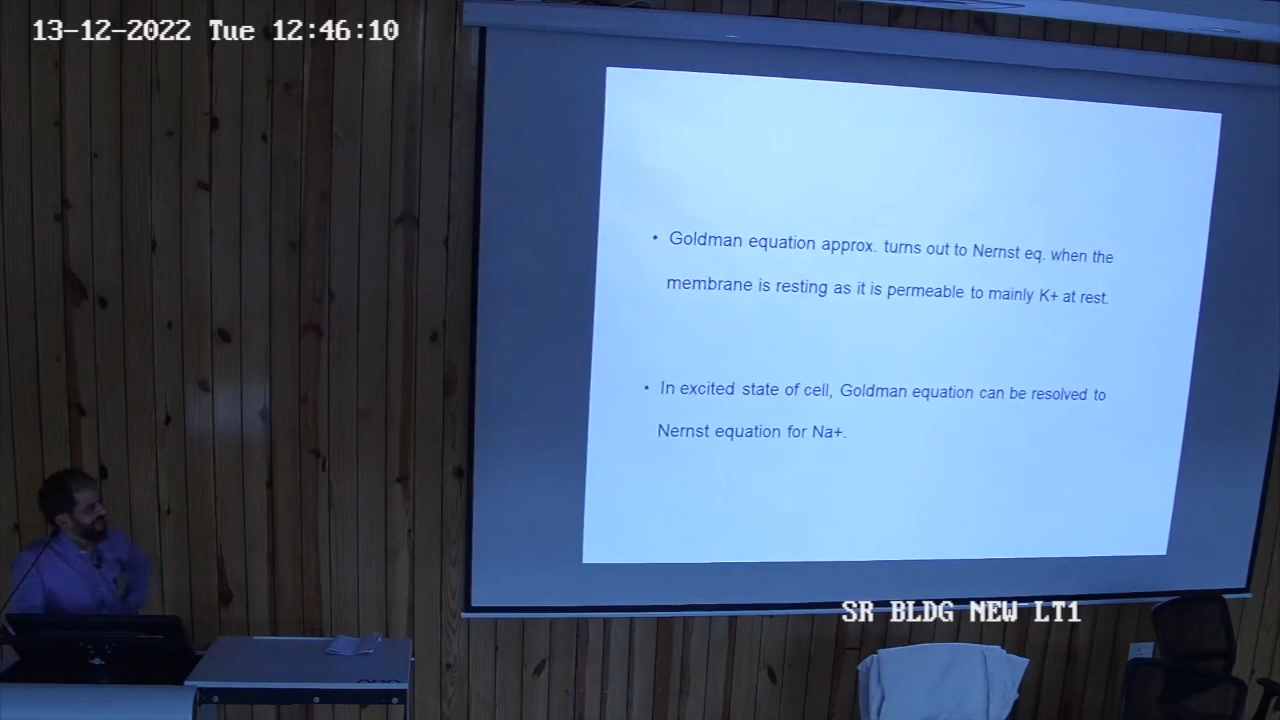 13-12-2022 Tue 12:46:10
• Goldman equation approx. turns out to Nernst eq. when the
membrane is resting as it is permeable to mainly K+ at rest.
• In excited state of cell, Goldman equation can be resolved to
Nernst equation for Na+.
SR BLDG NEW LT1